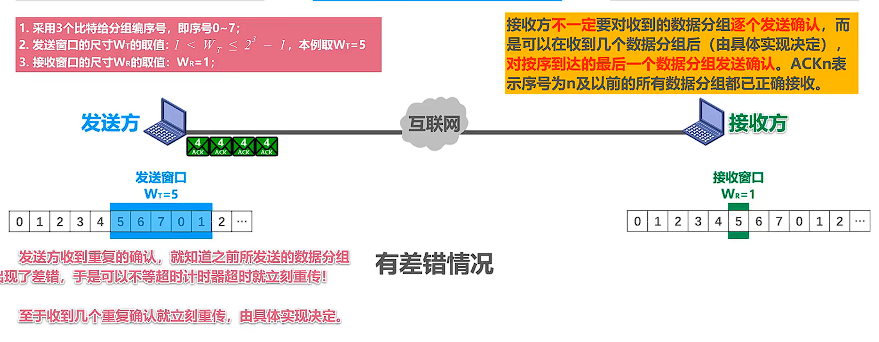 1. 采用3个比特给分组编序号，即序号0~7；
2. 发送窗口的尺寸WT的取值：1 < WT ≤ 2³ − 1，本例取WT=5
3. 接收窗口的尺寸WR的取值：WR=1；
接收方不一定要对收到的数据分组逐个发送确认，而
是可以在收到几个数据分组后（由具体实现决定），
对按序到达的最后一个数据分组发送确认。ACKn表
示序号为n及以前的所有数据分组都已正确接收。
发送方
互联网
接收方
4 4 4 4
ACK ACK ACK ACK
发送窗口
WT=5
接收窗口
WR=1
0 1 2 3 4 5 6 7 0 1 2 ···
0 1 2 3 4 5 6 7 0 1 2 ···
发送方收到重复的确认，就知道之前所发送的数据分组
出现了差错，于是可以不等超时计时器超时就立刻重传！
有差错情况
至于收到几个重复确认就立刻重传，由具体实现决定。